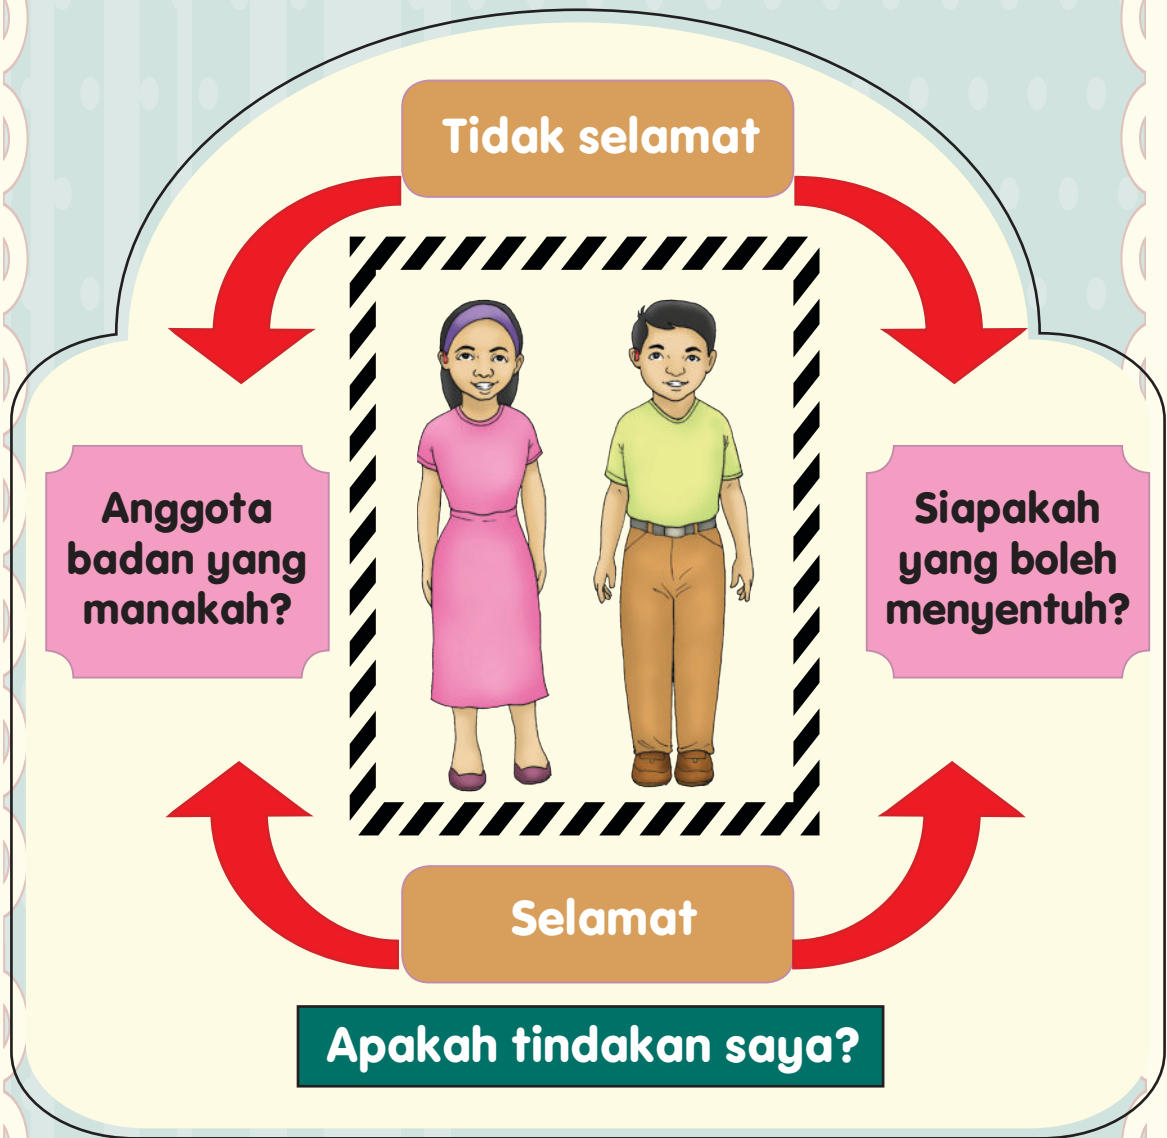 Tidak selamat
Anggota
badan yang
manakah?
Siapakah
yang boleh
menyentuh?
Selamat
Apakah tindakan saya?